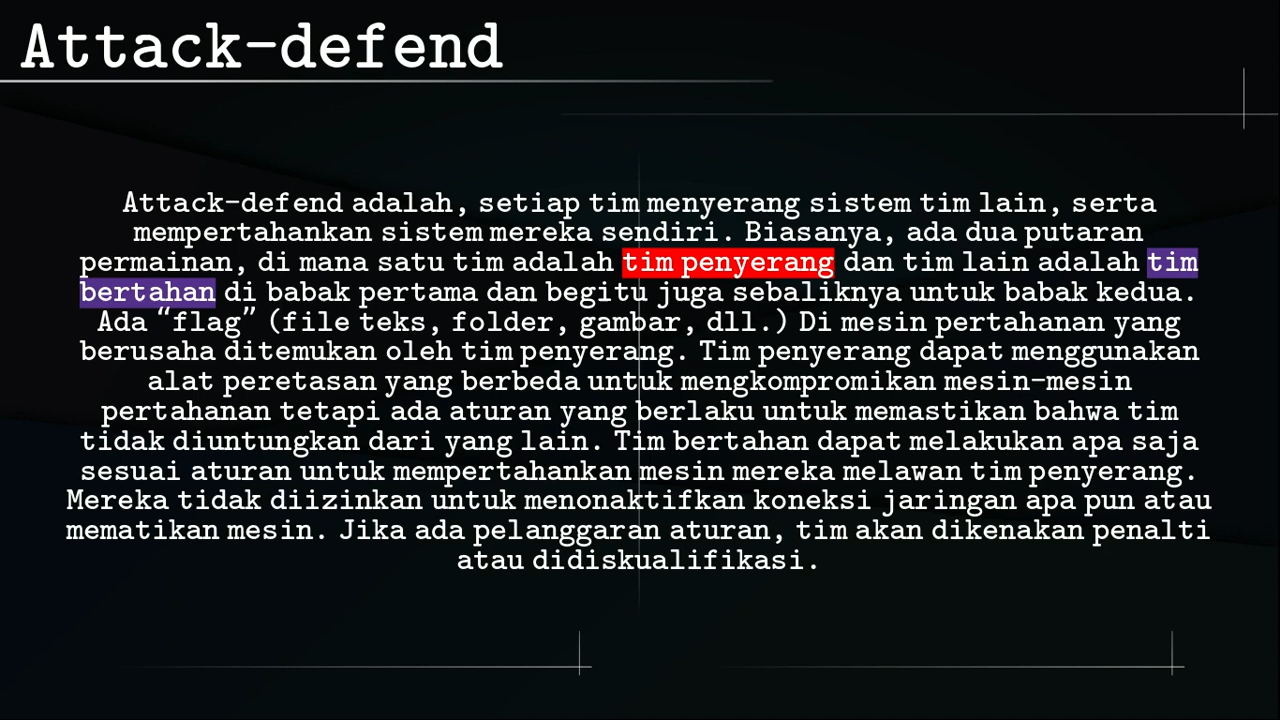 Attack-defend
Attack-defend adalah, setiap tim menyerang sistem tim lain, serta
mempertahankan sistem mereka sendiri. Biasanya, ada dua putaran
permainan, di mana satu tim adalah tim penyerang dan tim lain adalah tim
bertahan di babak pertama dan begitu juga sebaliknya untuk babak kedua.
Ada “flag” (file teks, folder, gambar, dll.) Di mesin pertahanan yang
berusaha ditemukan oleh tim penyerang. Tim penyerang dapat menggunakan
alat peretasan yang berbeda untuk mengkompromikan mesin-mesin
pertahanan tetapi ada aturan yang berlaku untuk memastikan bahwa tim
tidak diuntungkan dari yang lain. Tim bertahan dapat melakukan apa saja
sesuai aturan untuk mempertahankan mesin mereka melawan tim penyerang.
Mereka tidak diizinkan untuk menonaktifkan koneksi jaringan apa pun atau
mematikan mesin. Jika ada pelanggaran aturan, tim akan dikenakan penalti
atau didiskualifikasi.